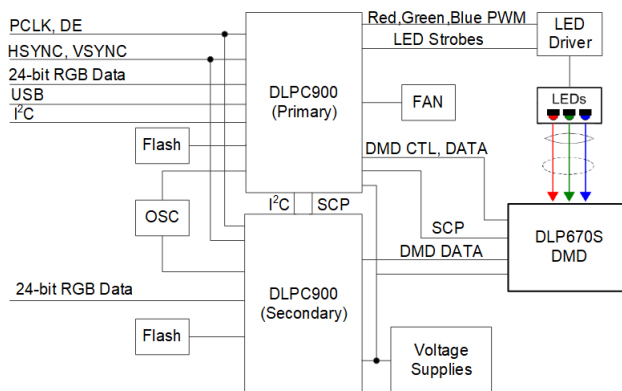 PCLK, DE
HSYNC, VSYNC
24-bit RGB Data
USB
I²C
Flash
OSC
DLPC900
(Primary)
Red,Green,Blue PWM
LED Strobes
LED
Driver
FAN
LEDs
DMD CTL, DATA
I²C
SCP
SCP
DLP670S
DMD
DMD DATA
24-bit RGB Data
DLPC900
(Secondary)
Flash
Voltage
Supplies